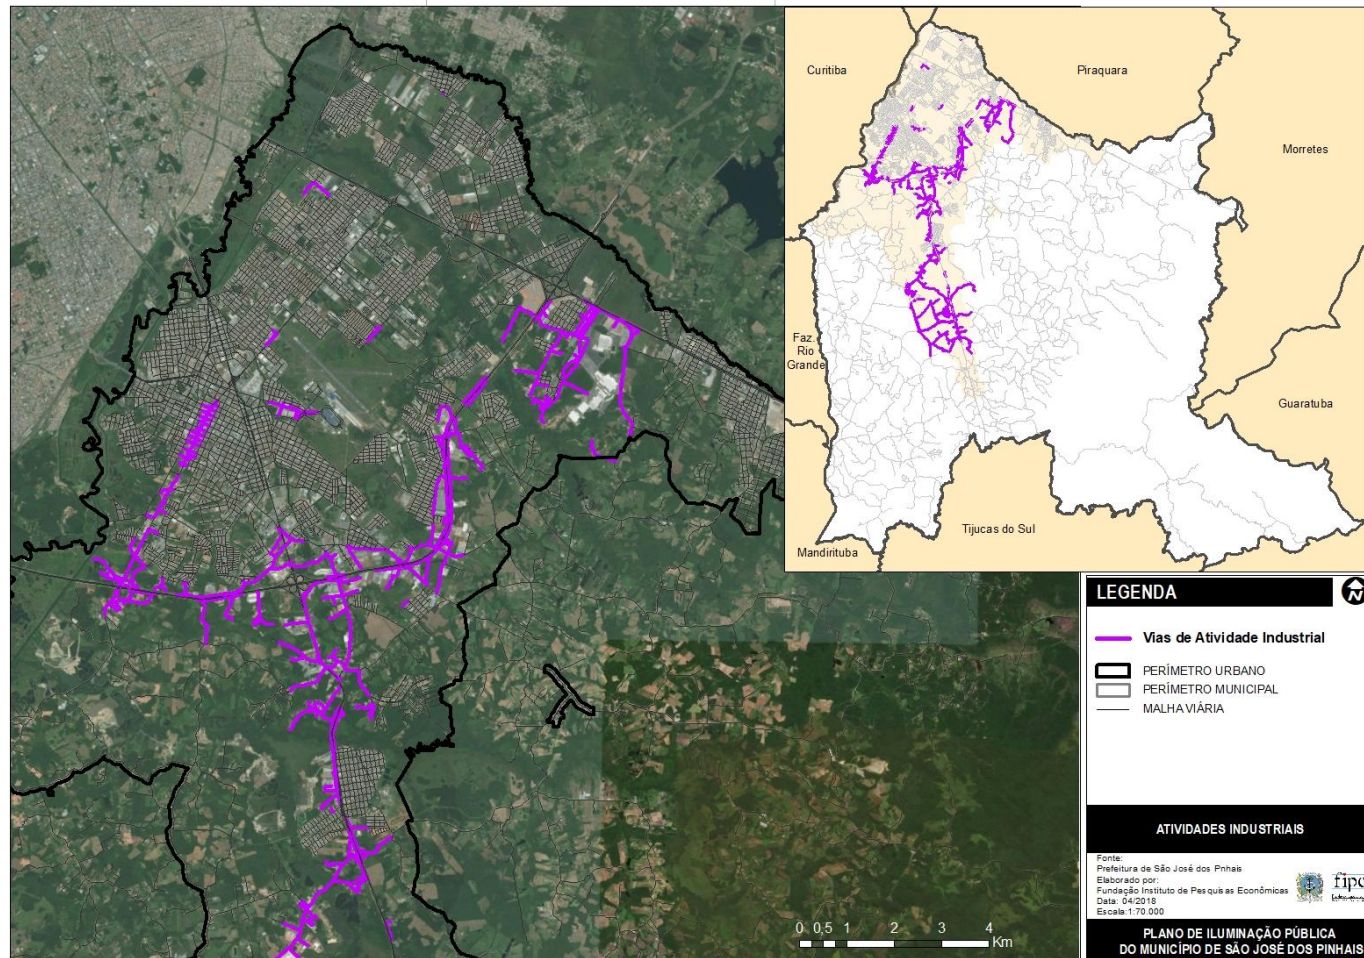 Curitiba
Piraquara
Morretes
Faz.
Rio
Grande
Guaratuba
Tijucas do Sul
Mandirituba
LEGENDA
N
Vias de Atividade Industrial
PERÍMETRO URBANO
PERÍMETRO MUNICIPAL
MALHA VIÁRIA
ATIVIDADES INDUSTRIAIS
Fonte:
Prefeitura de São José dos Pinhais
Elaborado por:
Fundação Instituto de Pesquisas Econômicas
Data: 04/2018
Escala:1:70.000
fipe
PLANO DE ILUMINAÇÃO PÚBLICA
DO MUNICÍPIO DE SÃO JOSÉ DOS PINHAIS
0 0,5 1 2 3 4
Km